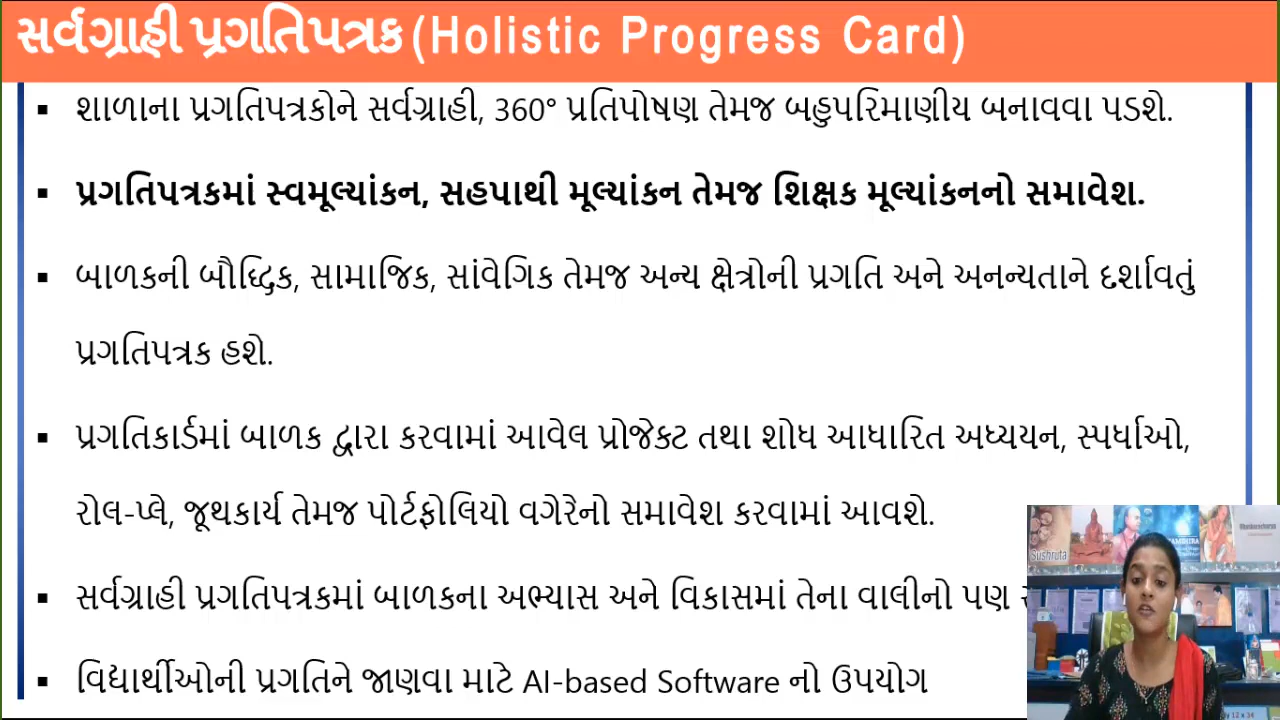 સર્વગ્રાહી પ્રગતિપત્રક (Holistic Progress Card)
▪ શાળાના પ્રગતિપત્રકોને સર્વગ્રાહી, 360° પ્રતિપોષણ તેમજ બહુપરિમાણીય બનાવવા પડશે.
▪ પ્રગતિપત્રકમાં સ્વમૂલ્યાંકન, સહપાથી મૂલ્યાંકન તેમજ શિક્ષક મૂલ્યાંકનનો સમાવેશ.
▪ બાળકની બૌદ્ધિક, સામાજિક, સાંવેગિક તેમજ અન્ય ક્ષેત્રોની પ્રગતિ અને અનન્યતાને દર્શાવતું
પ્રગતિપત્રક હશે.
▪ પ્રગતિકાર્ડમાં બાળક દ્વારા કરવામાં આવેલ પ્રોજેક્ટ તથા શોધ આધારિત અધ્યયન, સ્પર્ધાઓ,
રોલ-પ્લે, જૂથકાર્ય તેમજ પોર્ટફોલિયો વગેરેનો સમાવેશ કરવામાં આવશે.
▪ સર્વગ્રાહી પ્રગતિપત્રકમાં બાળકના અભ્યાસ અને વિકાસમાં તેના વાલીનો પણ
▪ વિદ્યાર્થીઓની પ્રગતિને જાણવા માટે AI-based Software નો ઉપયોગ
Sushruta